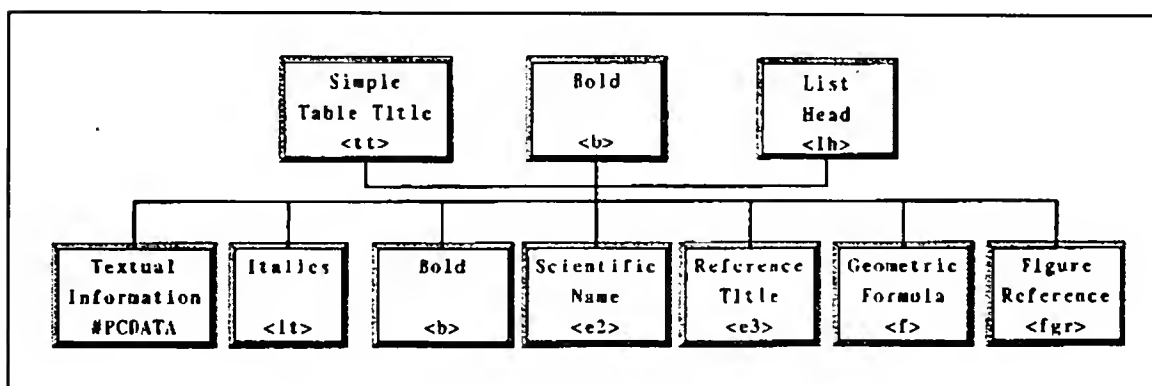 Simple
Table Title
<tt>
Bold
<b>
List
Head
<lh>
Textual
Information
#PCDATA
Italics
<it>
Bold
<b>
Scientific
Name
<e2>
Reference
Title
<e3>
Geometric
Formula
<f>
Figure
Reference
<fgr>